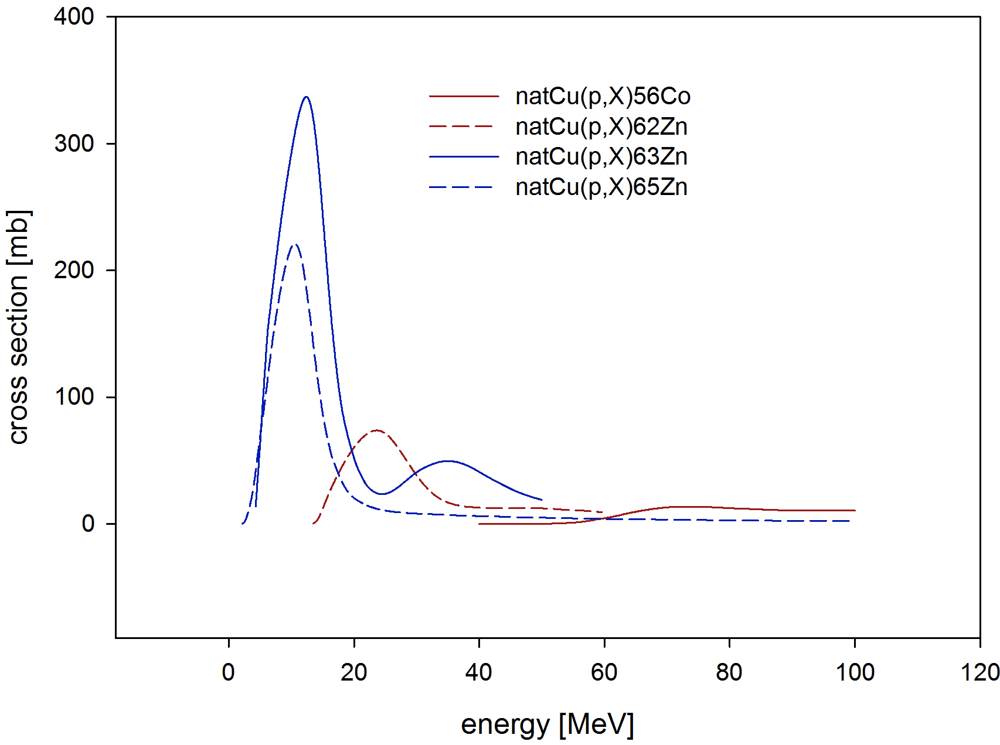 400
300
200
100
0
cross section [mb]
natCu(p,X)56Co
natCu(p,X)62Zn
natCu(p,X)63Zn
natCu(p,X)65Zn
0 20 40 60 80 100 120
energy [MeV]